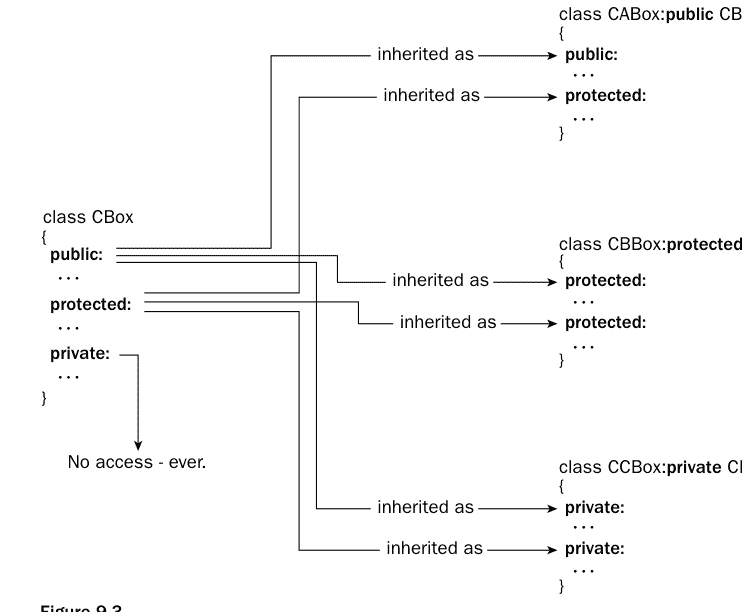 class CABox:public CB
{
public:
...
protected:
...
}
inherited as
inherited as
class CBox
{
public:
...
protected:
...
private:
...
}
No access - ever.
class CBBox:protected
{
protected:
...
protected:
...
}
inherited as
inherited as
class CCBox:private
{
private:
...
private:
...
}
inherited as
inherited as
Figure 9-3